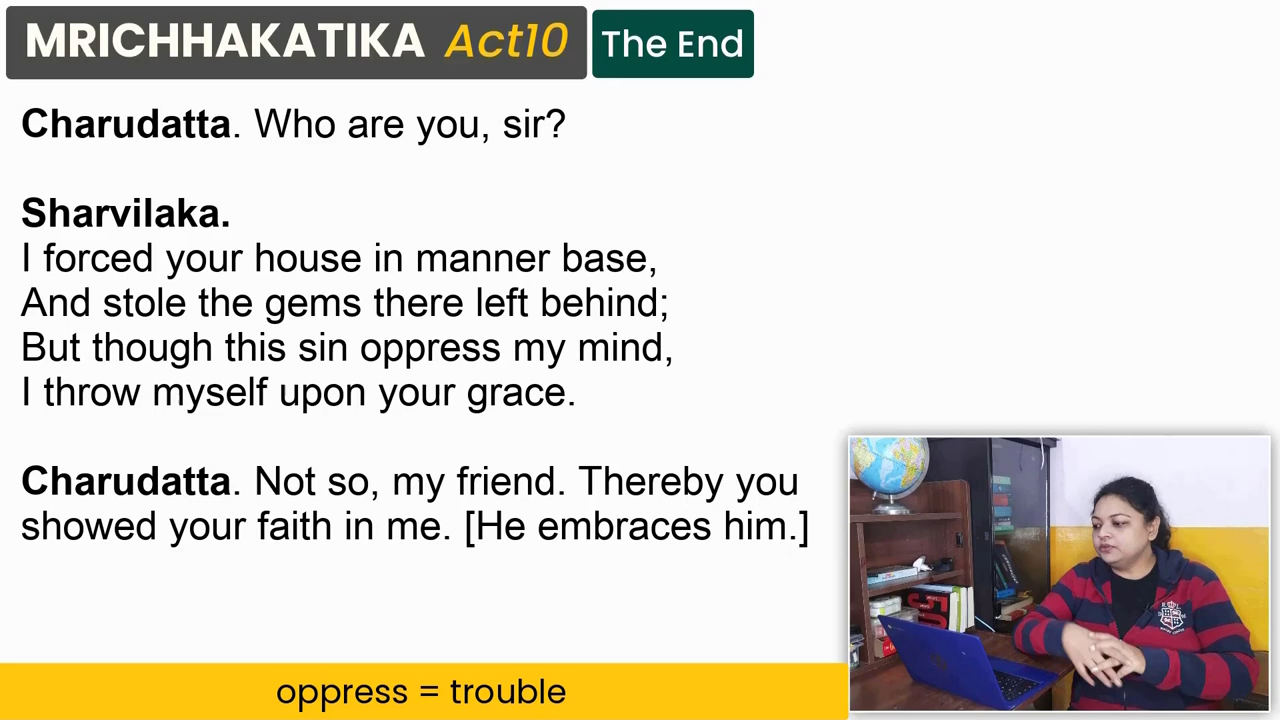 MRICHHAKATIKA Act10 The End
Charudatta. Who are you, sir?
Sharvilaka.
I forced your house in manner base,
And stole the gems there left behind;
But though this sin oppress my mind,
I throw myself upon your grace.
Charudatta. Not so, my friend. Thereby you
showed your faith in me. [He embraces him.]
oppress = trouble